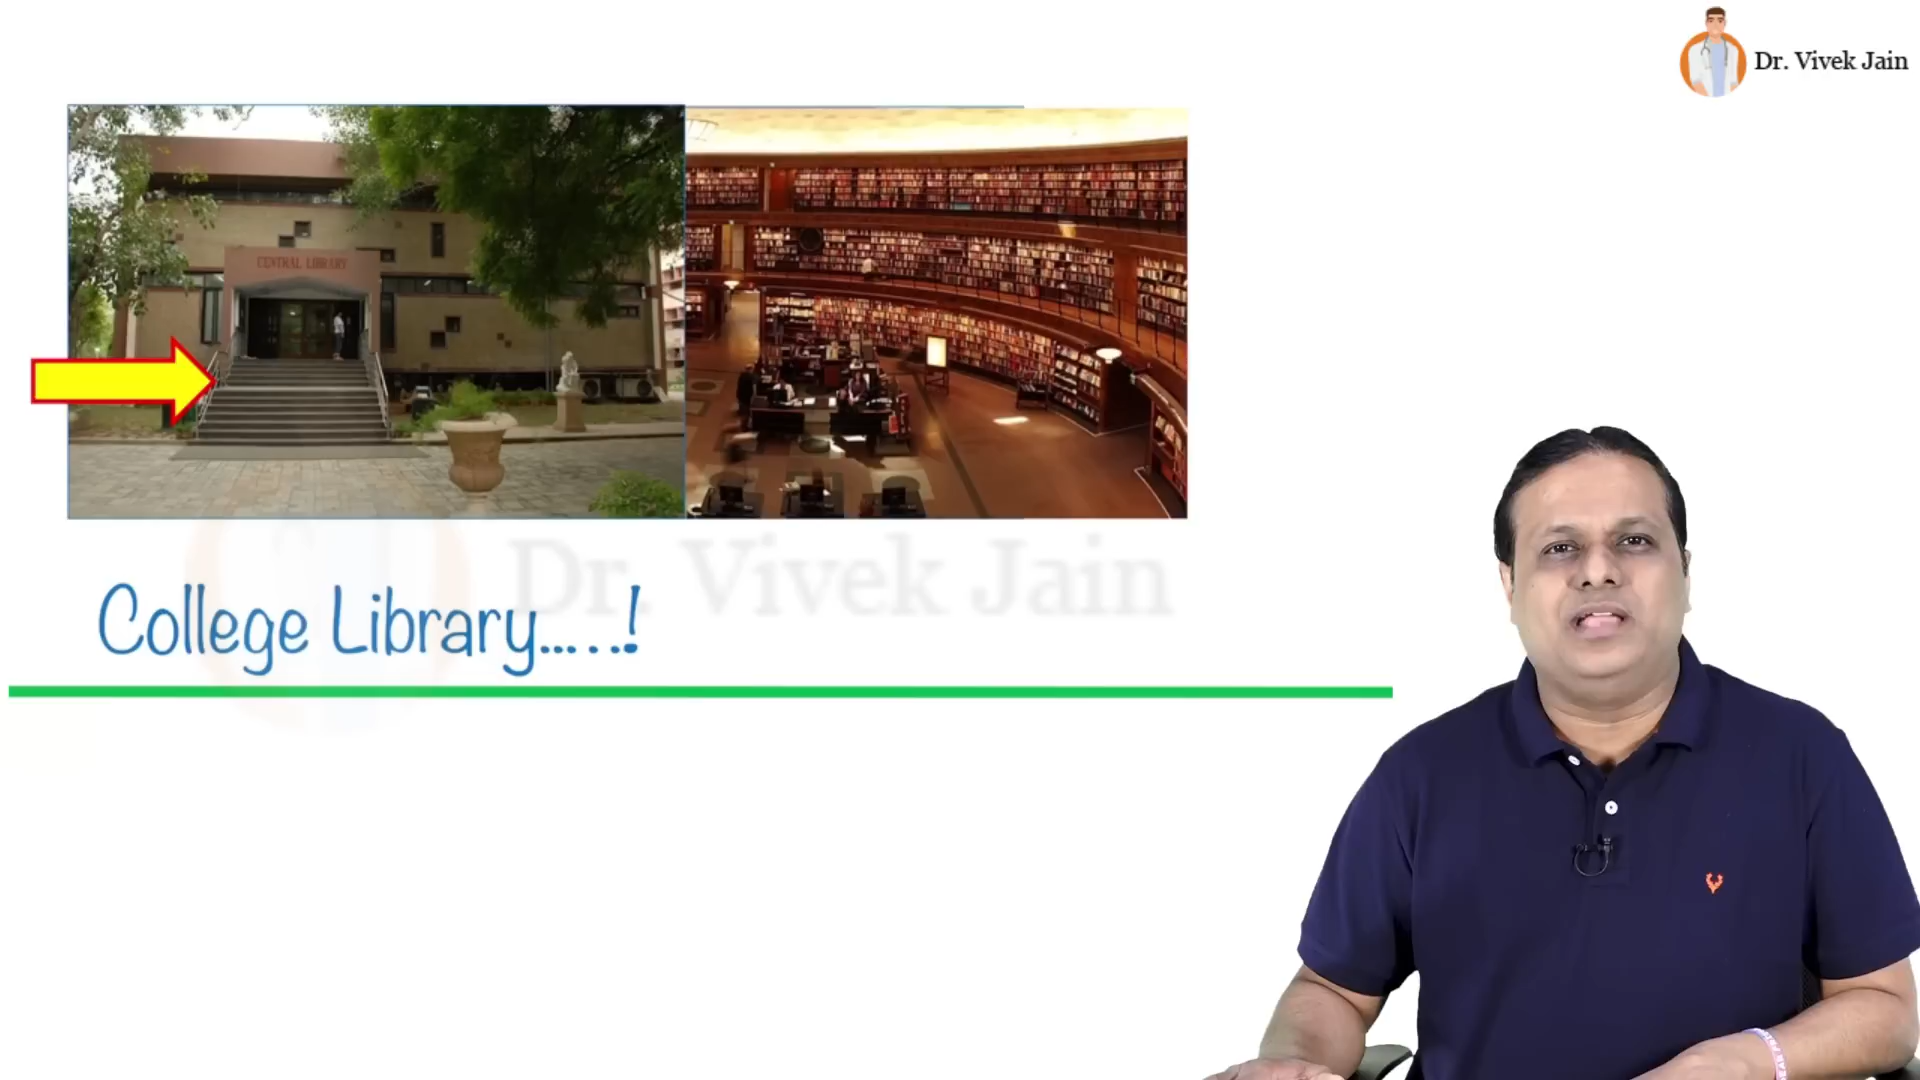 Dr. Vivek Jain
CENTRAL LIBRARY
Dr. Vivek Jain
College Library.....!